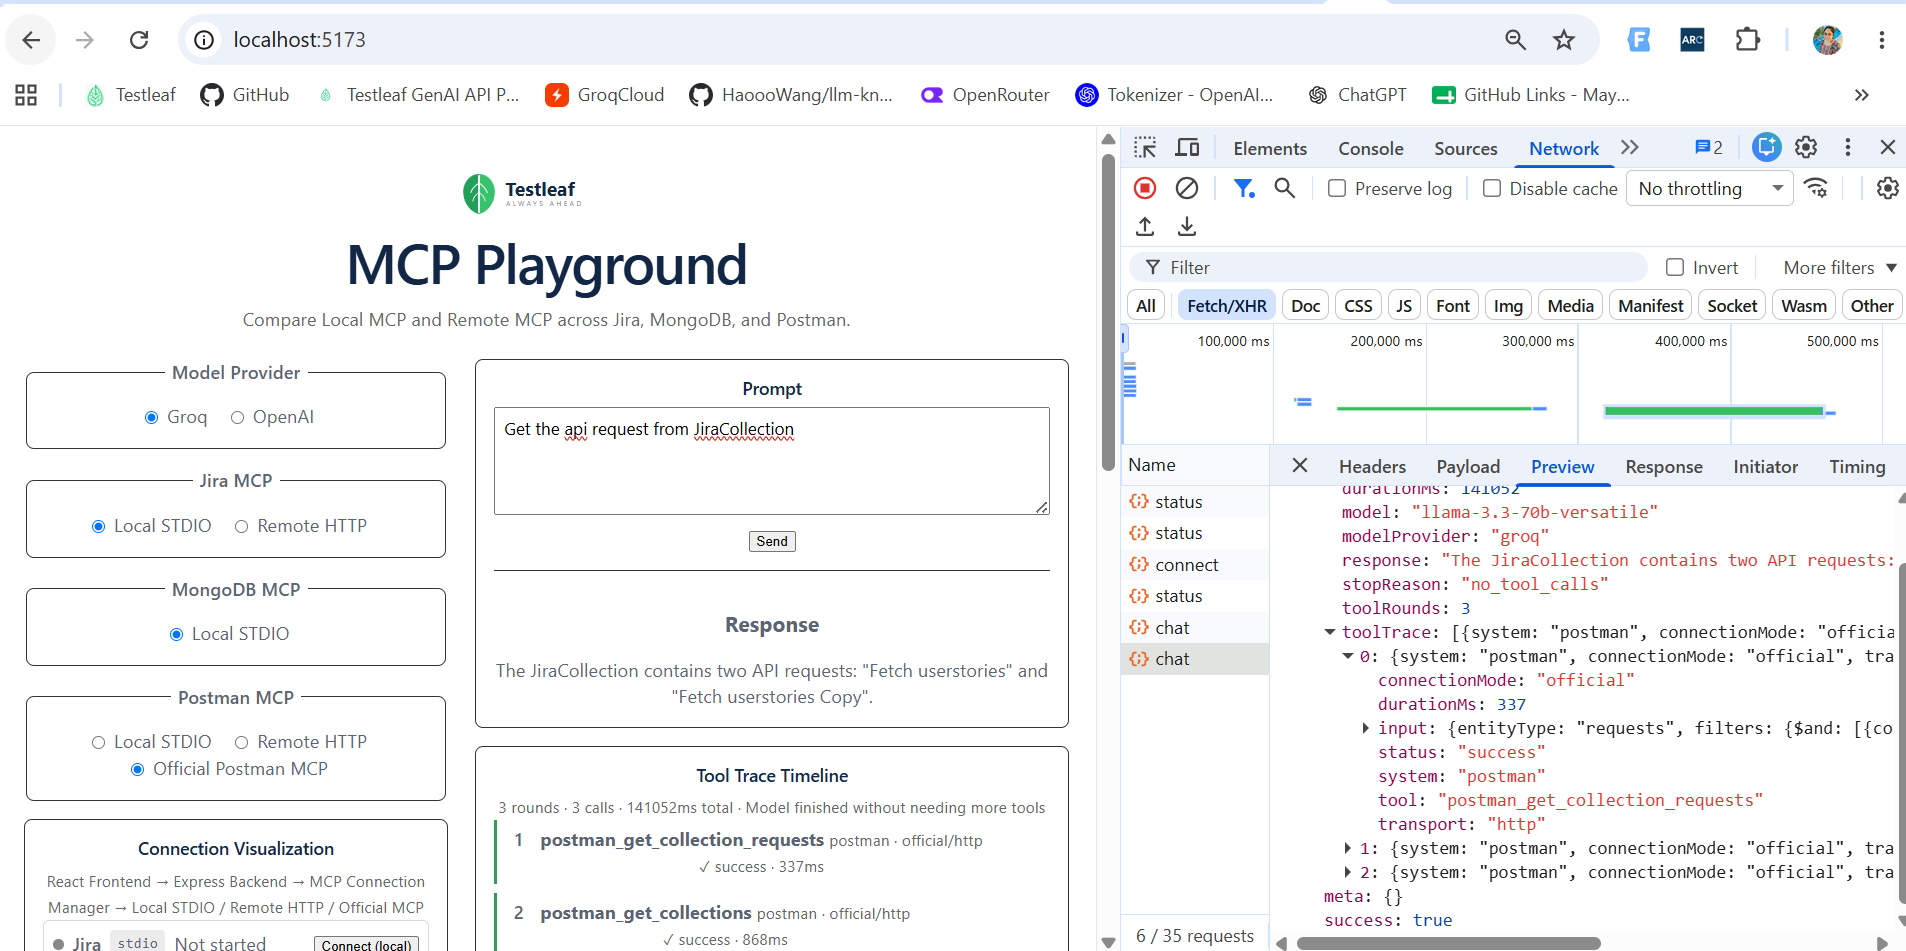 localhost:5173
Testleaf
GitHub
Testleaf GenAI API P...
GroqCloud
HaoooWang/llm-kn...
OpenRouter
Tokenizer - OpenAI...
ChatGPT
GitHub Links - May...
Testleaf
ALWAYS AHEAD
MCP Playground
Compare Local MCP and Remote MCP across Jira, MongoDB, and Postman.
Model Provider
Groq
OpenAI
Jira MCP
Local STDIO
Remote HTTP
MongoDB MCP
Local STDIO
Postman MCP
Local STDIO
Remote HTTP
Official Postman MCP
Connection Visualization
React Frontend → Express Backend → MCP Connection
Manager → Local STDIO / Remote HTTP / Official MCP
Jira stdio Not started Connect (local)
Prompt
Get the api request from JiraCollection
Send
Response
The JiraCollection contains two API requests: "Fetch userstories" and
"Fetch userstories Copy".
Tool Trace Timeline
3 rounds · 3 calls · 141052ms total · Model finished without needing more tools
1 postman_get_collection_requests postman · official/http
✓ success · 337ms
2 postman_get_collections postman · official/http
✓ success · 868ms
Elements
Console
Sources
Network
2
Preserve log
Disable cache
No throttling
Filter
Invert
More filters
All
Fetch/XHR
Doc
CSS
JS
Font
Img
Media
Manifest
Socket
Wasm
Other
100,000 ms
200,000 ms
300,000 ms
400,000 ms
500,000 ms
Name
status
status
connect
status
chat
chat
6 / 35 requests
Headers
Payload
Preview
Response
Initiator
Timing
durationMs: 141052
model: "llama-3.3-70b-versatile"
modelProvider: "groq"
response: "The JiraCollection contains two API requests:
stopReason: "no_tool_calls"
toolRounds: 3
toolTrace: [{system: "postman", connectionMode: "officia
0: {system: "postman", connectionMode: "official", tra
connectionMode: "official"
durationMs: 337
input: {entityType: "requests", filters: {$and: [{co
status: "success"
system: "postman"
tool: "postman_get_collection_requests"
transport: "http"
1: {system: "postman", connectionMode: "official", tra
2: {system: "postman", connectionMode: "official", tra
meta: {}
success: true
F
ARC